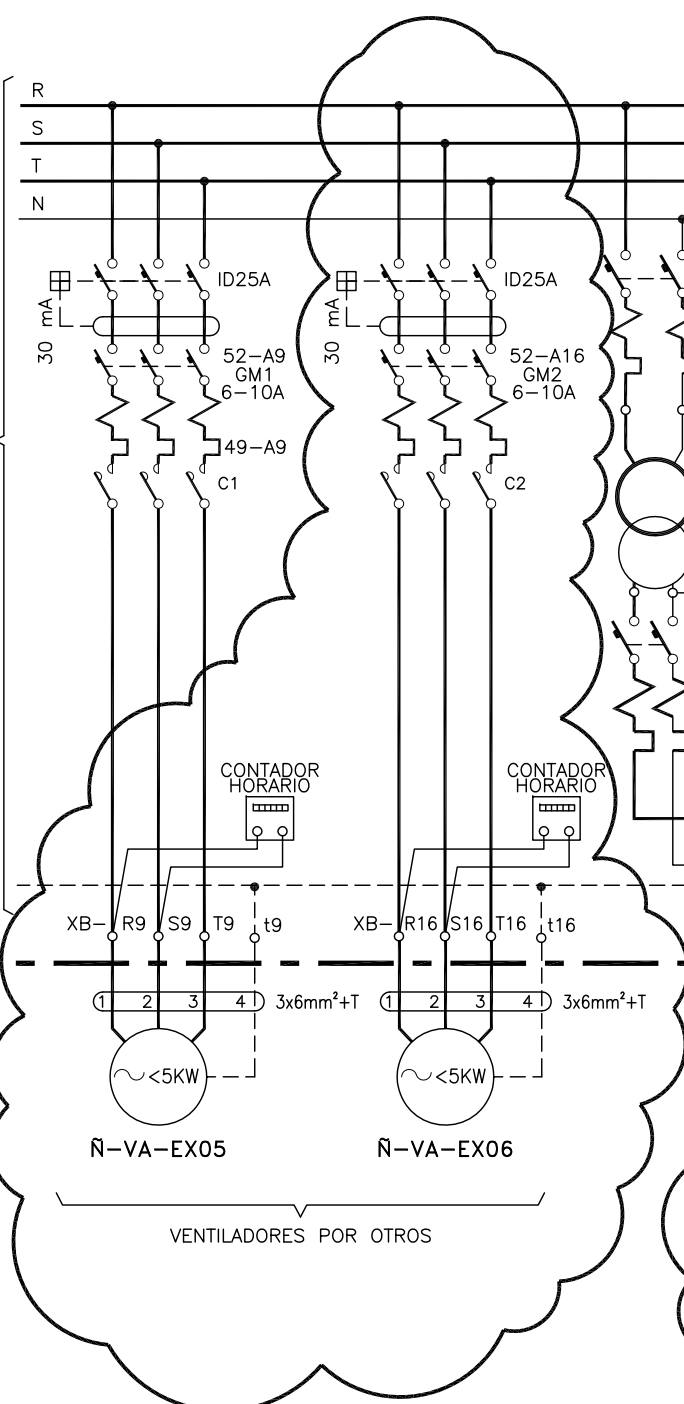 R
S
T
N
ID25A
30 mA
52-A9
GM1
6-10A
49-A9
C1
ID25A
30 mA
52-A16
GM2
6-10A
C2
CONTADOR
HORARIO
CONTADOR
HORARIO
XB- R9 S9 T9 t9
XB- R16 S16 T16 t16
1 2 3 4 3x6mm²+T
1 2 3 4 3x6mm²+T
<5KW
<5KW
Ñ-VA-EX05
Ñ-VA-EX06
VENTILADORES POR OTROS